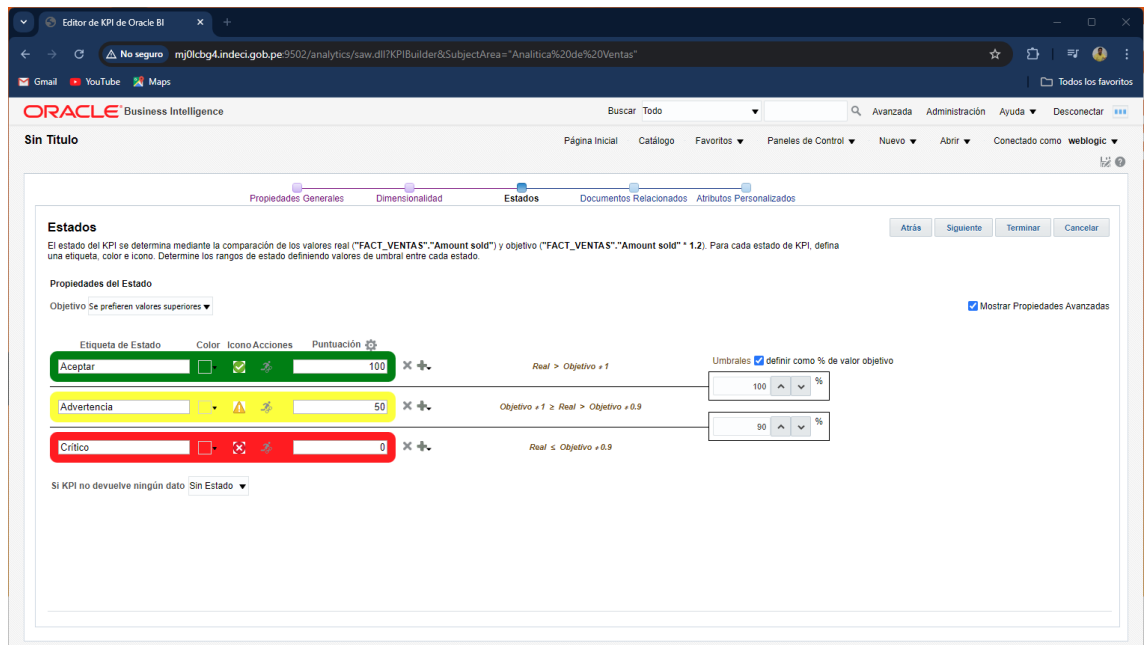 Editor de KPI de Oracle BI
No seguro mj0lcbg4.indeci.gob.pe:9502/analytics/saw.dll?KPIBuilder&SubjectArea="Analitica%20de%20Ventas"
Gmail YouTube Maps Todos los favoritos
ORACLE Business Intelligence Buscar Todo Avanzada Administración Ayuda Desconectar
Sin Titulo Página Inicial Catálogo Favoritos Paneles de Control Nuevo Abrir Conectado como weblogic
Propiedades Generales Dimensionalidad Estados Documentos Relacionados Atributos Personalizados
Estados Atrás Siguiente Terminar Cancelar
El estado del KPI se determina mediante la comparación de los valores real ("FACT_VENTAS"."Amount sold") y objetivo ("FACT_VENTAS"."Amount sold" * 1.2). Para cada estado de KPI, defina
una etiqueta, color e icono. Determine los rangos de estado definiendo valores de umbral entre cada estado.
Propiedades del Estado
Objetivo Se prefieren valores superiores Mostrar Propiedades Avanzadas
Etiqueta de Estado Color Icono Acciones Puntuación
Umbrales definir como % de valor objetivo
Aceptar 100 Real > Objetivo * 1
100 %
Advertencia 50 Objetivo * 1 ≥ Real > Objetivo * 0.9
90 %
Crítico 0 Real ≤ Objetivo * 0.9
Si KPI no devuelve ningún dato Sin Estado